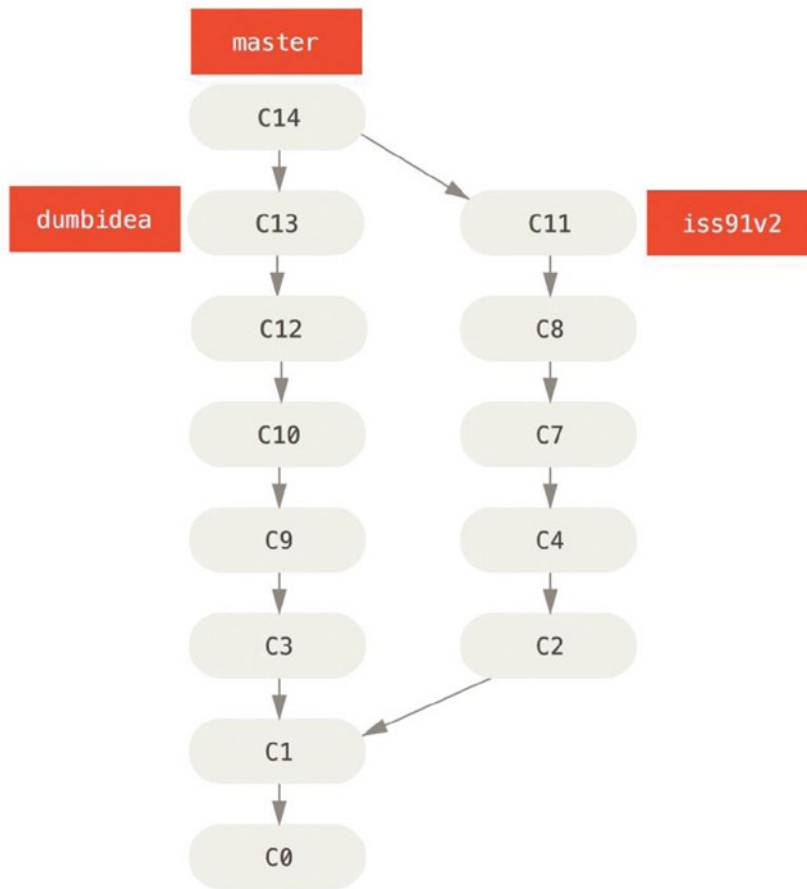 master
C14
dumbidea C13 C11 iss91v2
C12 C8
C10 C7
C9 C4
C3 C2
C1
C0